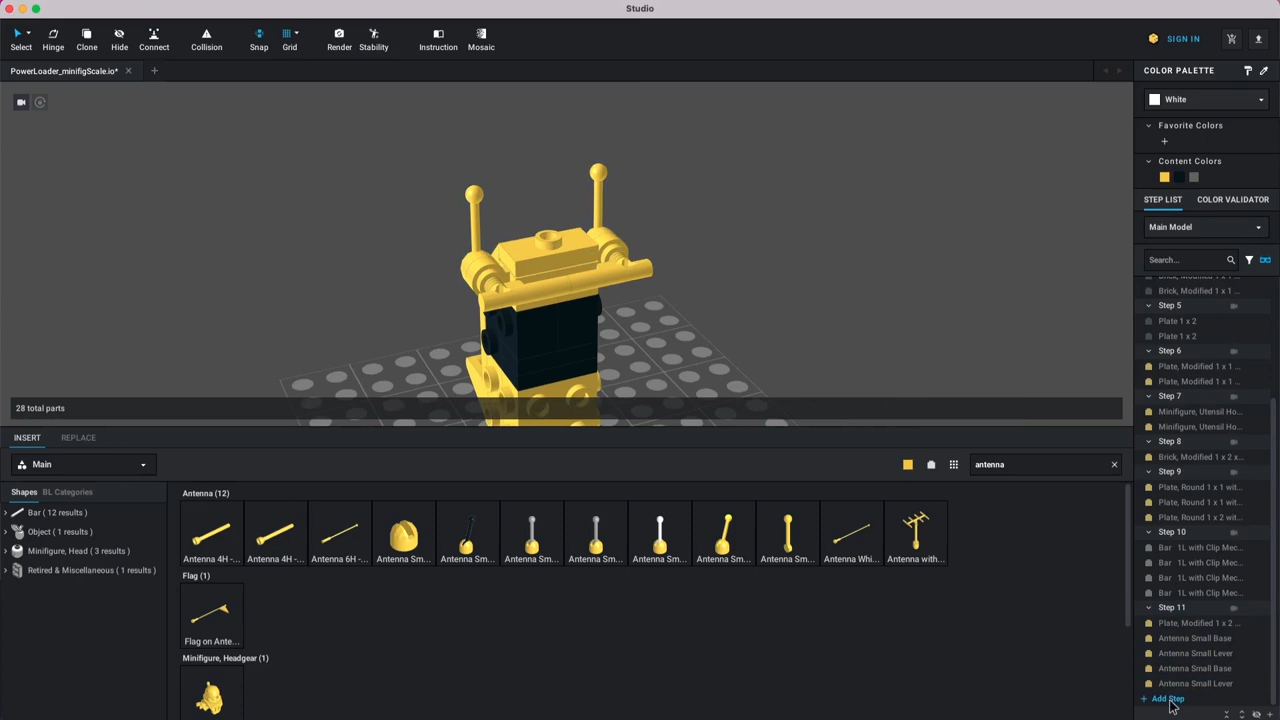 Studio
Select
Hinge
Clone
Hide
Connect
Collision
Snap
Grid
Render
Stability
Instruction
Mosaic
SIGN IN
PowerLoader_minifigScale.io*
COLOR PALETTE
White
Favorite Colors
Content Colors
STEP LIST
COLOR VALIDATOR
Main Model
Search...
Brick, Modified 1 x 1 ...
Brick, Modified 1 x 1 ...
Step 5
Plate 1 x 2
Plate 1 x 2
Step 6
Plate, Modified 1 x 1 ...
Plate, Modified 1 x 1 ...
Step 7
Minifigure, Utensil Ho...
Minifigure, Utensil Ho...
Step 8
Brick, Modified 1 x 2 x...
Step 9
Plate, Round 1 x 1 wit...
Plate, Round 1 x 1 wit...
Plate, Round 1 x 2 wit...
Step 10
Bar 1L with Clip Mec...
Bar 1L with Clip Mec...
Bar 1L with Clip Mec...
Bar 1L with Clip Mec...
Step 11
Plate, Modified 1 x 2 ...
Antenna Small Base
Antenna Small Lever
Antenna Small Base
Antenna Small Lever
+ Add Step
28 total parts
INSERT
REPLACE
Main
antenna
Shapes
BL Categories
Bar ( 12 results )
Object ( 1 results )
Minifigure, Head ( 3 results )
Retired & Miscellaneous ( 1 results )
Antenna (12)
Antenna 4H -...
Antenna 4H -...
Antenna 6H -...
Antenna Sm...
Antenna Sm...
Antenna Sm...
Antenna Sm...
Antenna Sm...
Antenna Sm...
Antenna Sm...
Antenna Whi...
Antenna with...
Flag (1)
Flag on Ante...
Minifigure, Headgear (1)